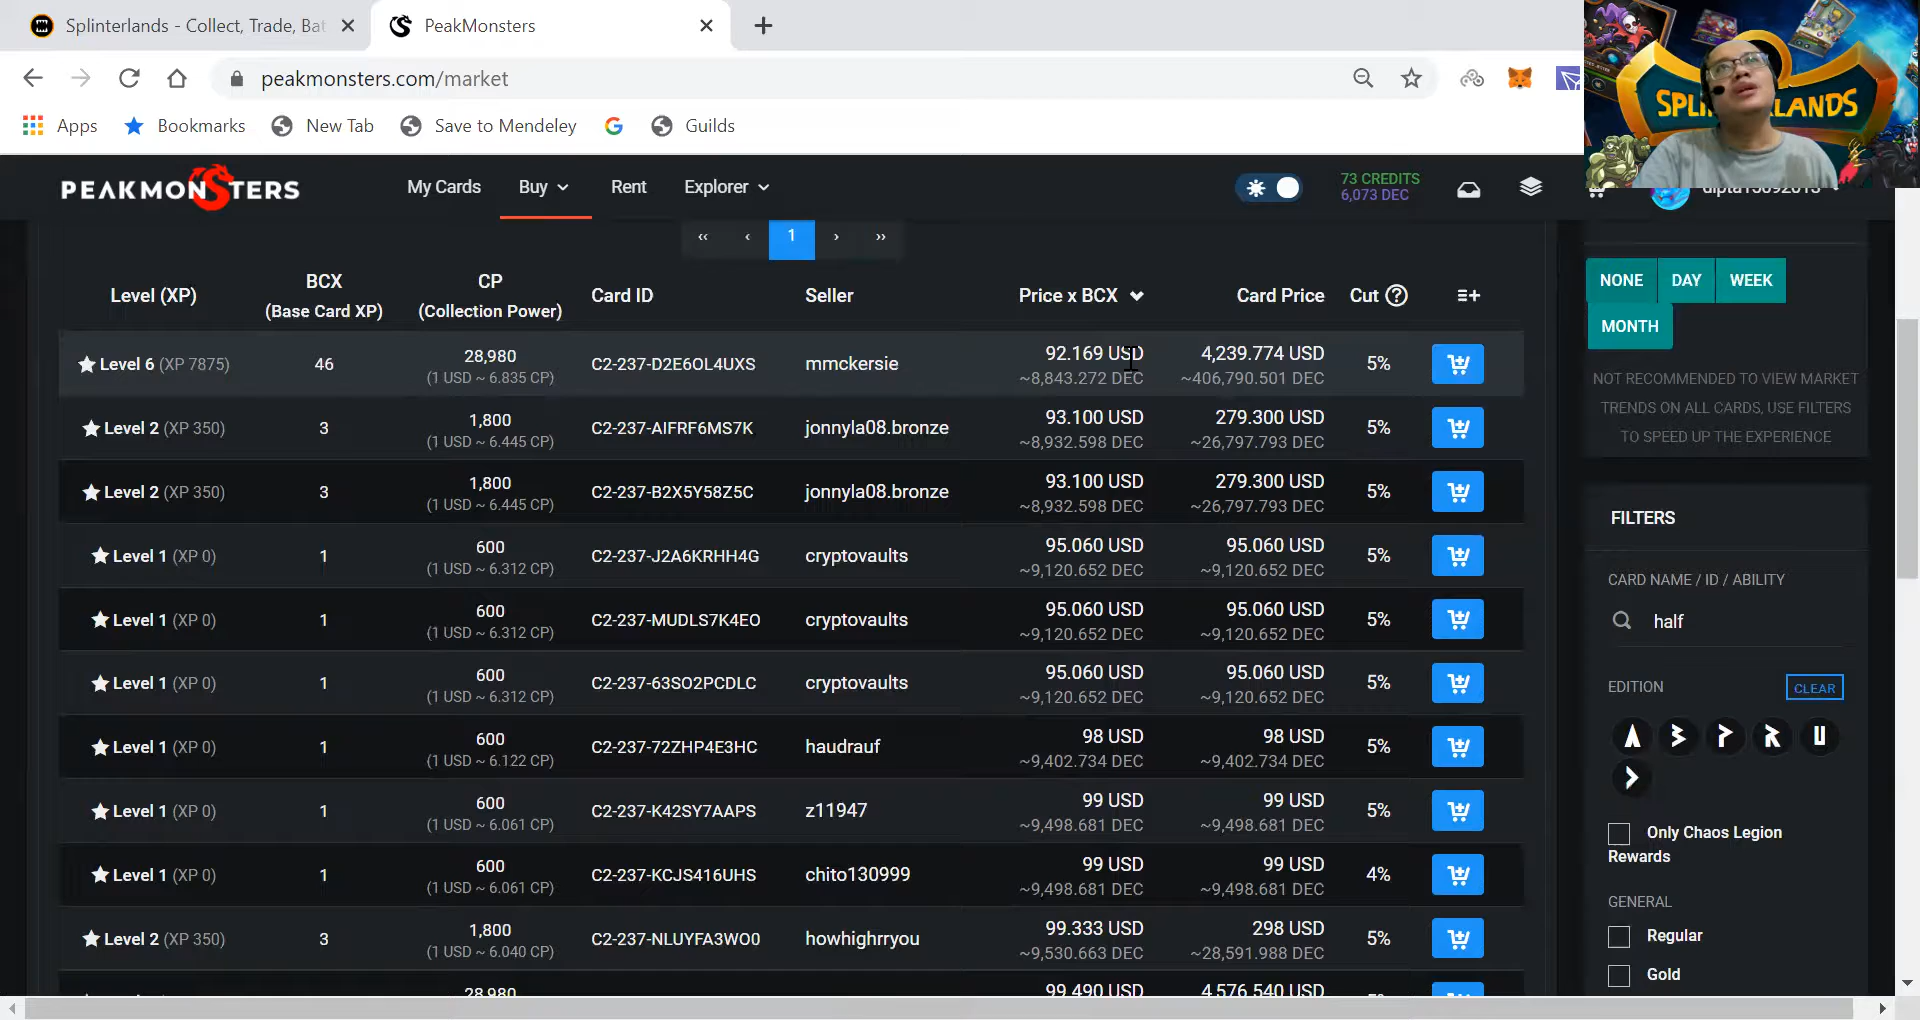 Splinterlands - Collect, Trade, Bat
PeakMonsters
peakmonsters.com/market
Apps
Bookmarks
New Tab
Save to Mendeley
Guilds
PEAKMONSTERS
My Cards
Buy
Rent
Explorer
73 CREDITS
6,073 DEC
‹‹ ‹ 1 › ››
Level (XP)
BCX
(Base Card XP)
CP
(Collection Power)
Card ID
Seller
Price x BCX
Card Price
Cut
Level 6 (XP 7875) 46 28,980 C2-237-D2E6OL4UXS mmckersie 92.169 USD 4,239.774 USD 5%
(1 USD ~ 6.835 CP) ~8,843.272 DEC ~406,790.501 DEC
Level 2 (XP 350) 3 1,800 C2-237-AIFRF6MS7K jonnyla08.bronze 93.100 USD 279.300 USD 5%
(1 USD ~ 6.445 CP) ~8,932.598 DEC ~26,797.793 DEC
Level 2 (XP 350) 3 1,800 C2-237-B2X5Y58Z5C jonnyla08.bronze 93.100 USD 279.300 USD 5%
(1 USD ~ 6.445 CP) ~8,932.598 DEC ~26,797.793 DEC
Level 1 (XP 0) 1 600 C2-237-J2A6KRHH4G cryptovaults 95.060 USD 95.060 USD 5%
(1 USD ~ 6.312 CP) ~9,120.652 DEC ~9,120.652 DEC
Level 1 (XP 0) 1 600 C2-237-MUDLS7K4EO cryptovaults 95.060 USD 95.060 USD 5%
(1 USD ~ 6.312 CP) ~9,120.652 DEC ~9,120.652 DEC
Level 1 (XP 0) 1 600 C2-237-63SO2PCDLC cryptovaults 95.060 USD 95.060 USD 5%
(1 USD ~ 6.312 CP) ~9,120.652 DEC ~9,120.652 DEC
Level 1 (XP 0) 1 600 C2-237-72ZHP4E3HC haudrauf 98 USD 98 USD 5%
(1 USD ~ 6.122 CP) ~9,402.734 DEC ~9,402.734 DEC
Level 1 (XP 0) 1 600 C2-237-K42SY7AAPS z11947 99 USD 99 USD 5%
(1 USD ~ 6.061 CP) ~9,498.681 DEC ~9,498.681 DEC
Level 1 (XP 0) 1 600 C2-237-KCJS416UHS chito130999 99 USD 99 USD 4%
(1 USD ~ 6.061 CP) ~9,498.681 DEC ~9,498.681 DEC
Level 2 (XP 350) 3 1,800 C2-237-NLUYFA3WO0 howhighrryou 99.333 USD 298 USD 5%
(1 USD ~ 6.040 CP) ~9,530.663 DEC ~28,591.988 DEC
28,980 99.490 USD 4,576.540 USD
NONE
DAY
WEEK
MONTH
NOT RECOMMENDED TO VIEW MARKET
TRENDS ON ALL CARDS, USE FILTERS
TO SPEED UP THE EXPERIENCE
FILTERS
CARD NAME / ID / ABILITY
half
EDITION
CLEAR
Only Chaos Legion
Rewards
GENERAL
Regular
Gold